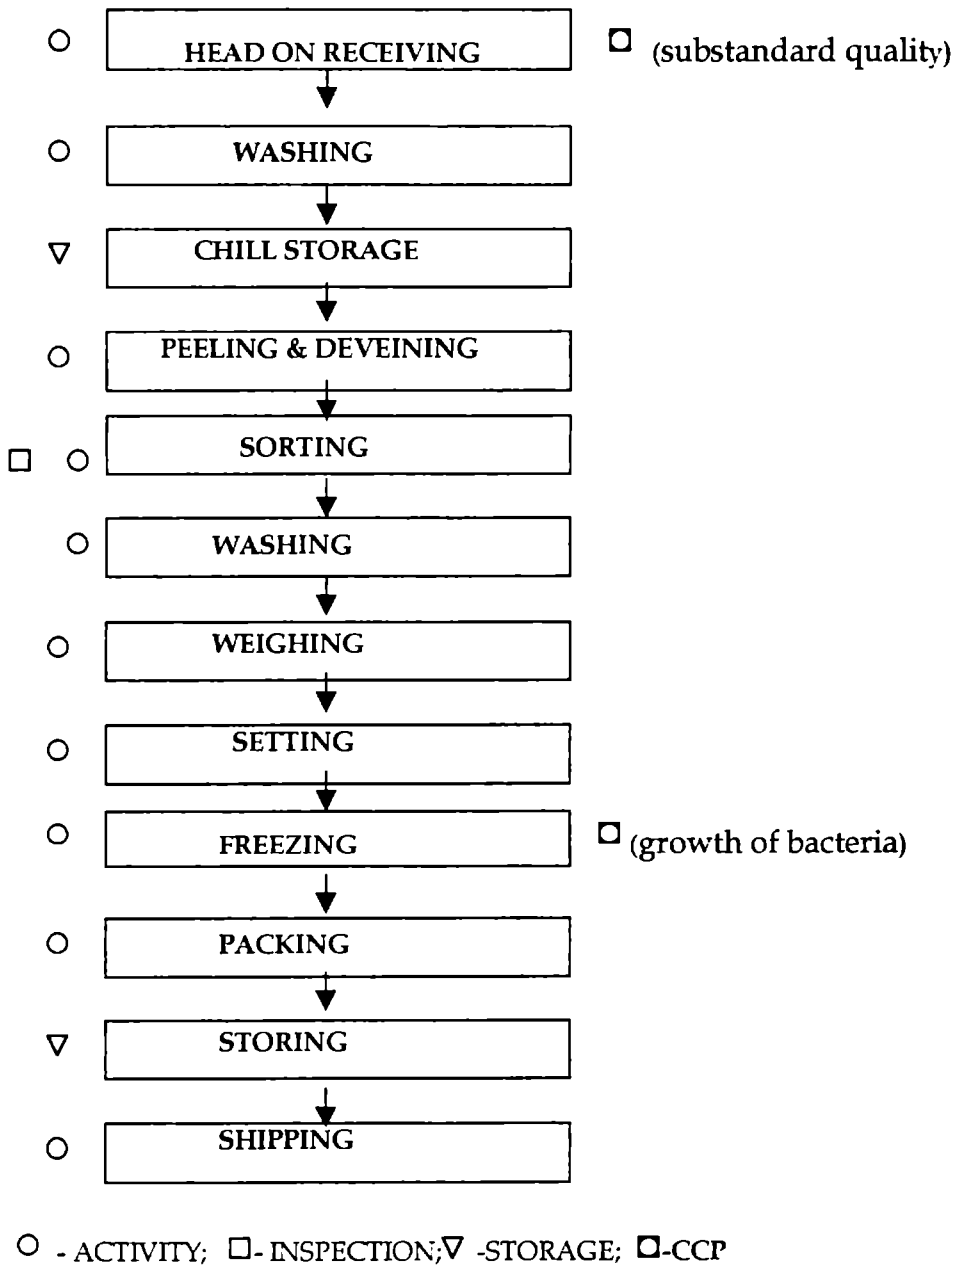 HEAD ON RECEIVING
(substandard quality)
WASHING
CHILL STORAGE
PEELING & DEVEINING
SORTING
WASHING
WEIGHING
SETTING
FREEZING
(growth of bacteria)
PACKING
STORING
SHIPPING
○ - ACTIVITY; □- INSPECTION;▽ -STORAGE; ◘-CCP